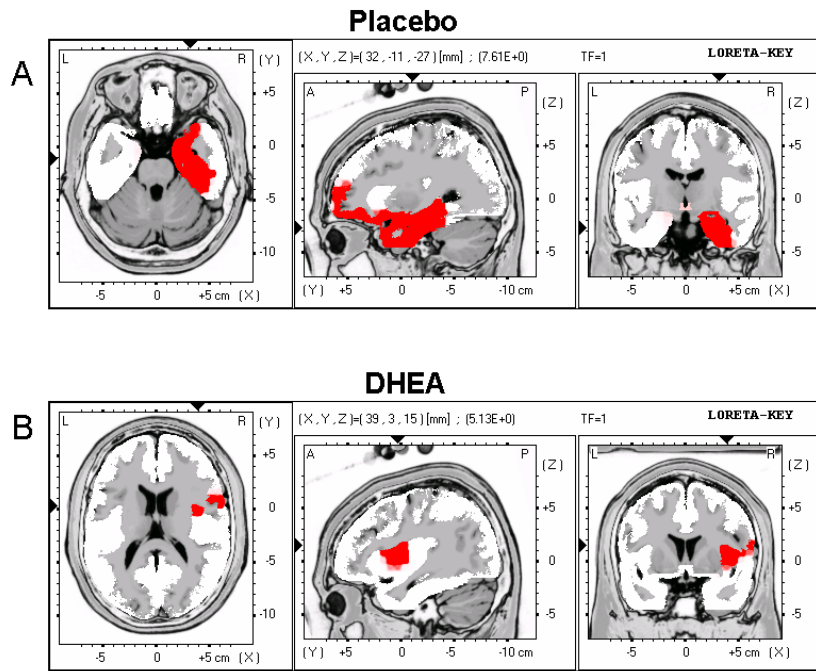 Placebo
A
L R (Y) (X,Y,Z)=(32,-11,-27)[mm] ; (7.61E+0) TF=1 LORETA-KEY
A P (Z) L R (Z)
+5 +5 +5
0 0 0
-5 -5 -5
-10
-5 0 +5 cm (X) (Y) +5 0 -5 -10 cm -5 0 +5 cm (X)
DHEA
B
L R (Y) (X,Y,Z)=(39,3,15)[mm] ; (5.13E+0) TF=1 LORETA-KEY
A P (Z) L R (Z)
+5 +5 +5
0 0 0
-5 -5 -5
-10
-5 0 +5 cm (X) (Y) +5 0 -5 -10 cm -5 0 +5 cm (X)